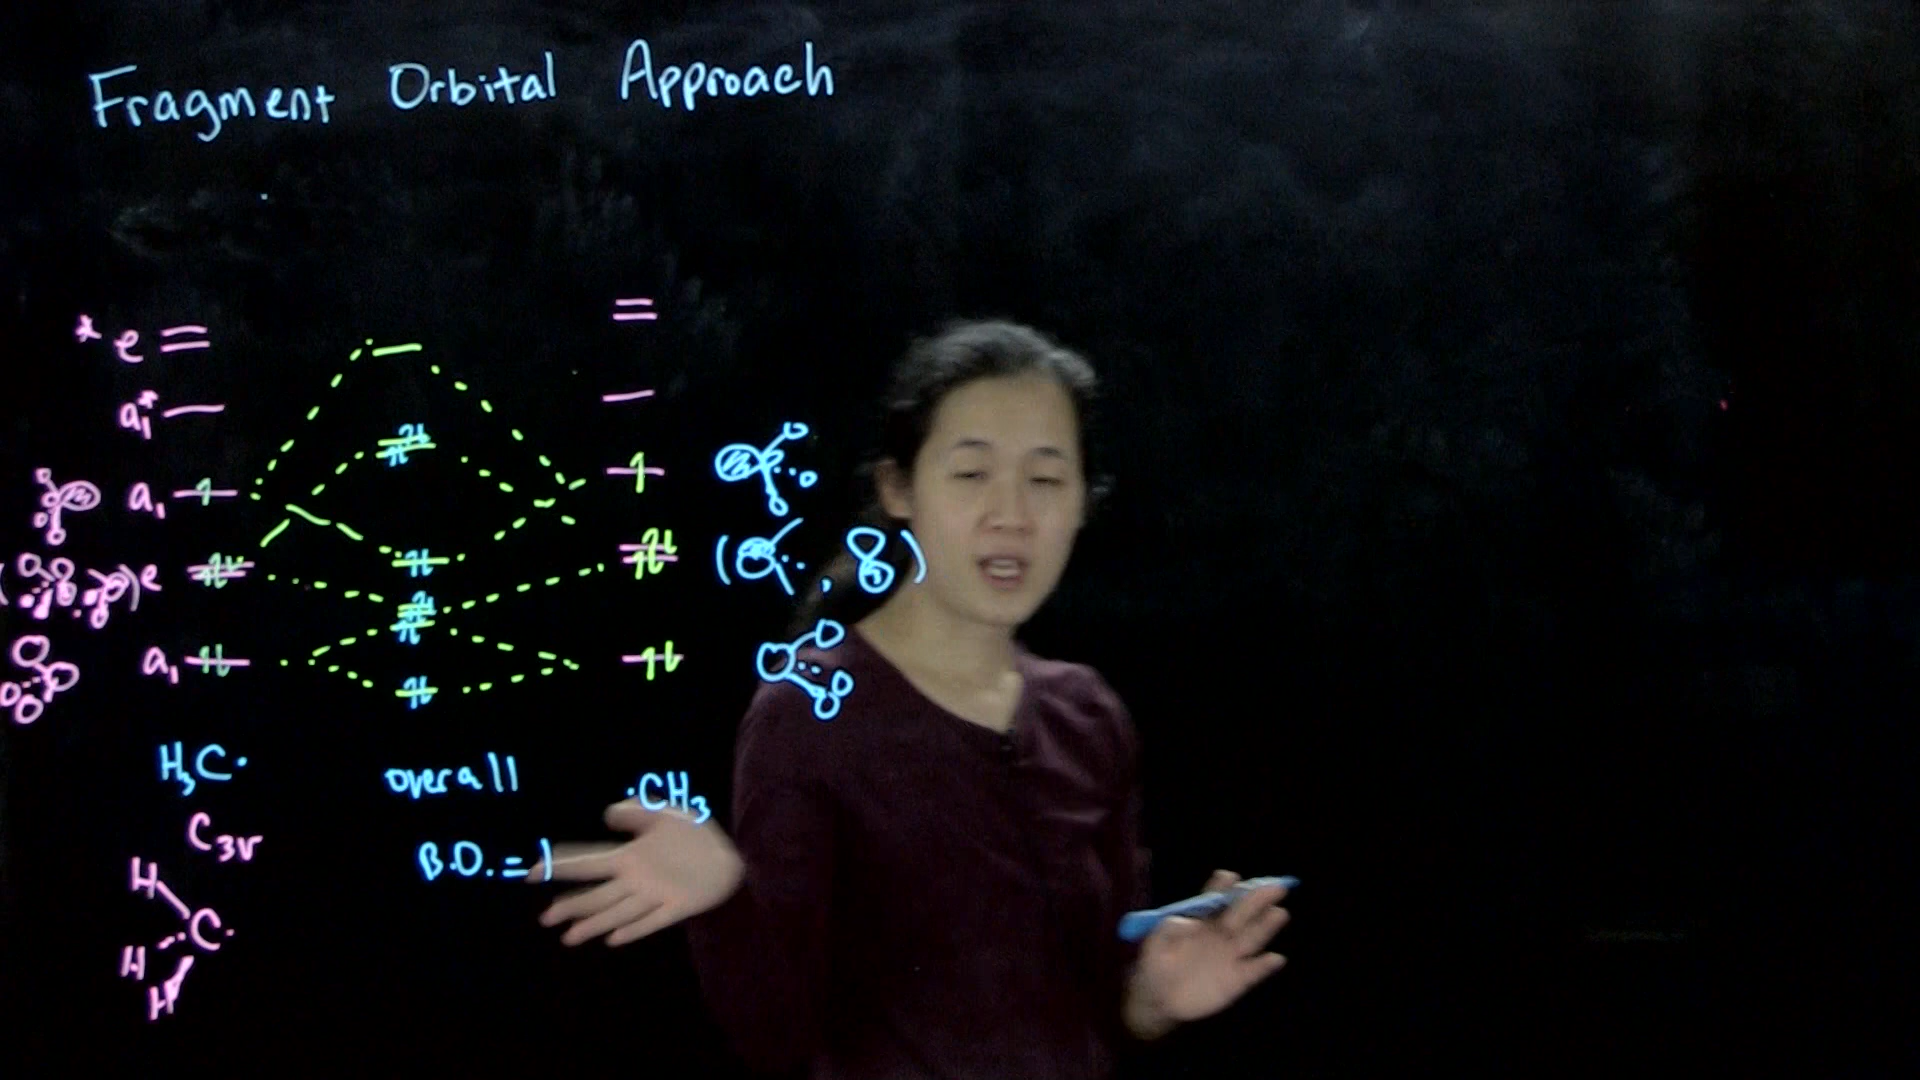 Fragment Orbital Approach
* e
a₁*
a₁
e
a₁
( , )
H₃C·
overall
·CH₃
C₃ᵥ
B.O. = 1
H
C·
H
H